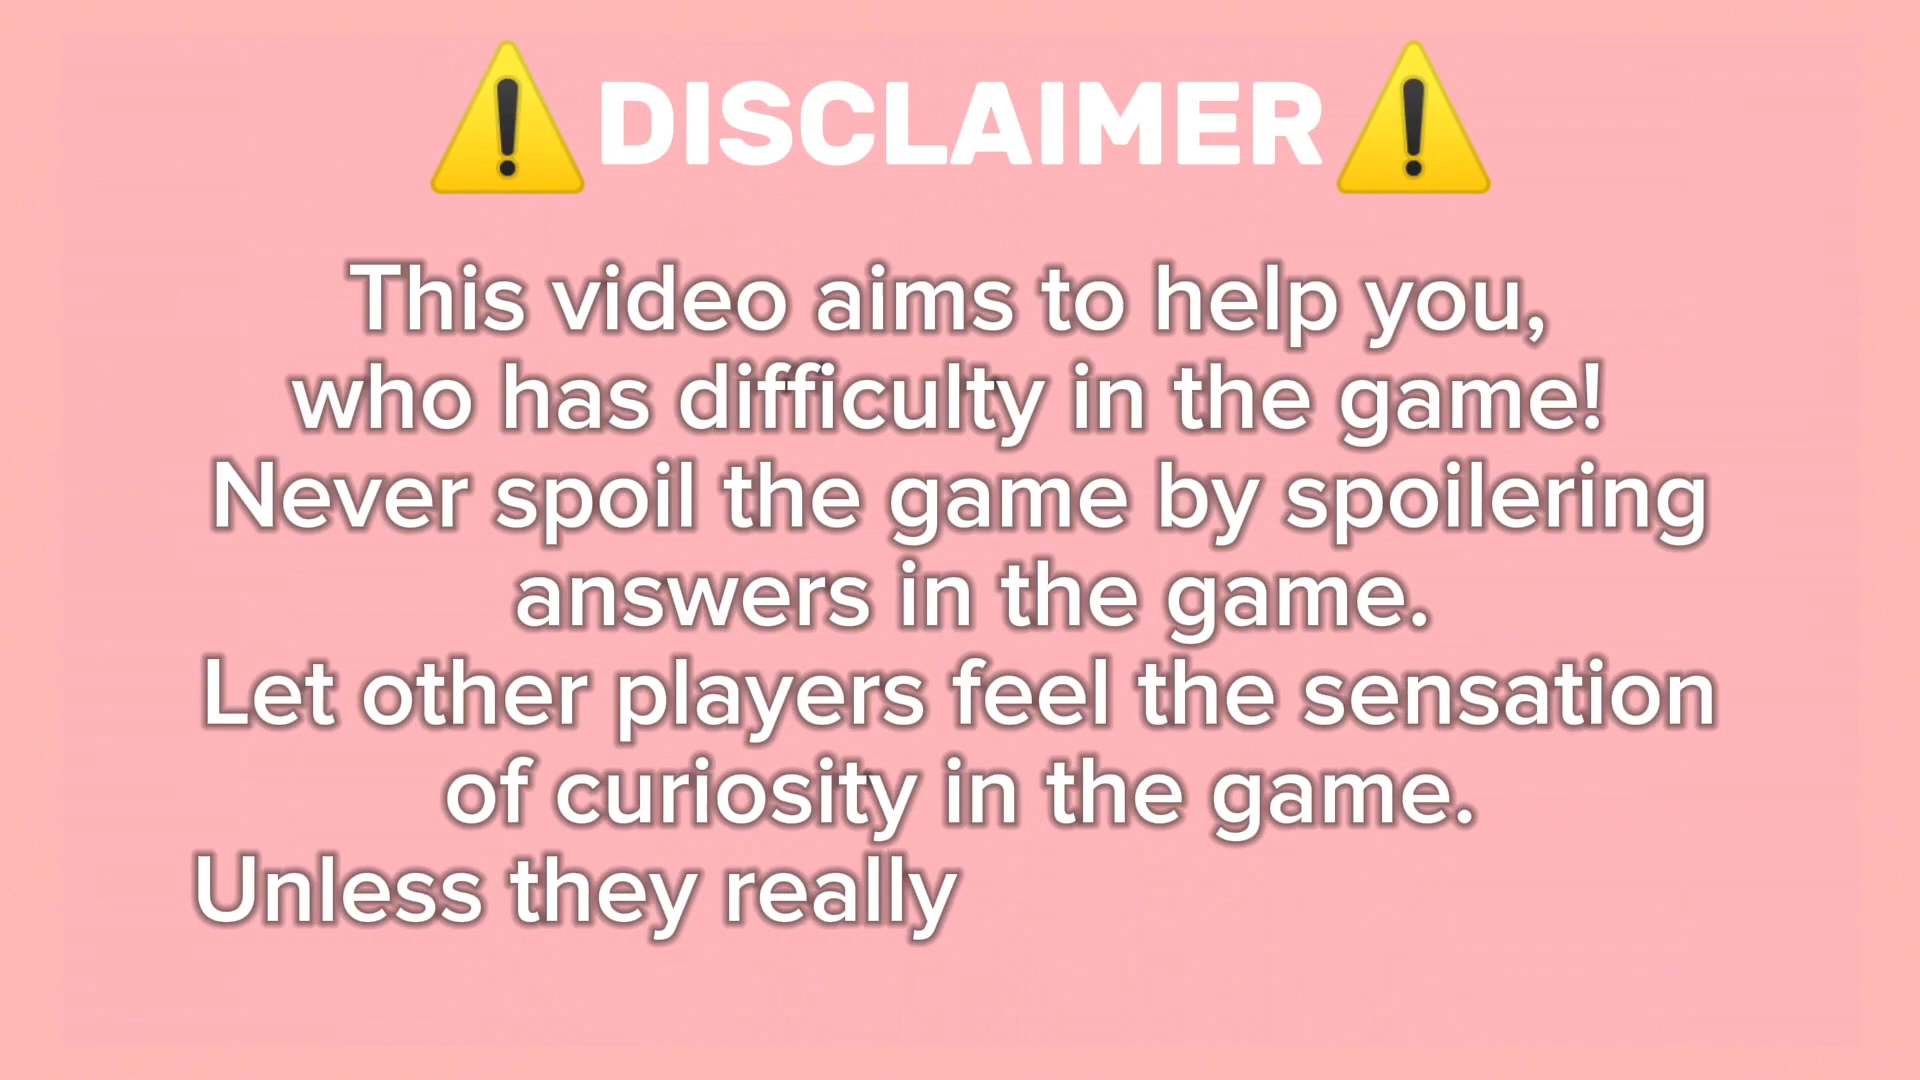 ⚠️DISCLAIMER⚠️
This video aims to help you,
who has difficulty in the game!
Never spoil the game by spoilering
answers in the game.
Let other players feel the sensation
of curiosity in the game.
Unless they really